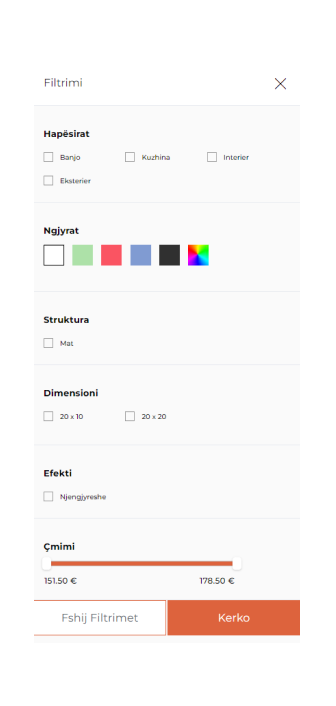 Filtrimi
Hapësirat
Banjo Kuzhina Interier
Eksterier
Ngjyrat
Struktura
Mat
Dimensioni
20 x 10 20 x 20
Efekti
Njengjyreshe
Çmimi
151.50 € 178.50 €
Fshij Filtrimet Kerko